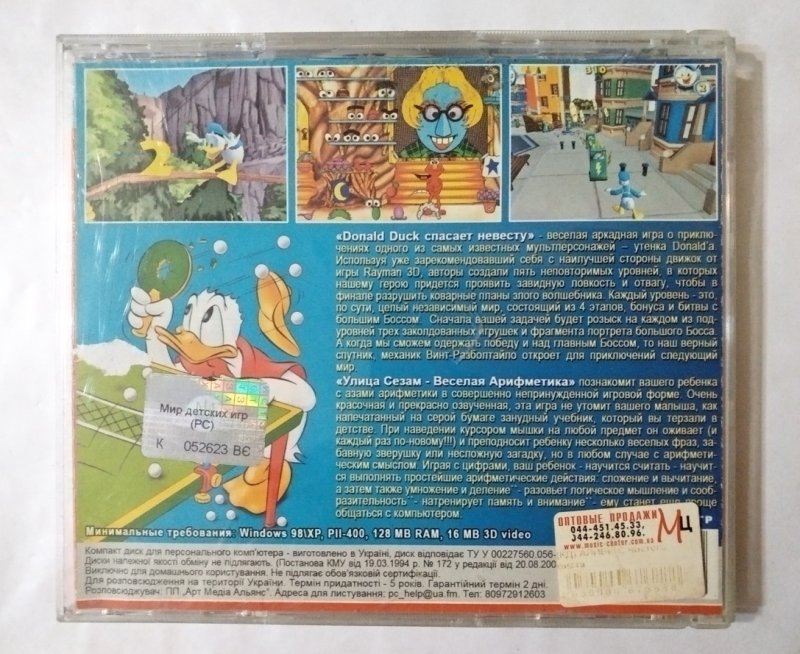 310
3
2
«Donald Duck спасает невесту» - веселая аркадная игра о приклю-
чениях одного из самых известных мультперсонажей – утенка Donald'a.
Используя уже зарекомендовавший себя с наилучшей стороны движок от
игры Rayman 3D, авторы создали пять неповторимых уровней, в которых
нашему герою придется проявить завидную ловкость и отвагу, чтобы в
финале разрушить коварные планы злого волшебника. Каждый уровень - это,
по сути, целый независимый мир, состоящий из 4 этапов, бонуса и битвы с
большим Боссом. Сначала вашей задачей будет розыск на каждом из под-
уровней трех заколдованных игрушек и фрагмента портрета большого Босса.
А когда мы сможем одержать победу и над главным Боссом, то наш верный
спутник, механик Винт-Разболтайло откроет для приключений следующий
мир.
«Улица Сезам - Веселая Арифметика» познакомит вашего ребенка
с азами арифметики в совершенно непринужденной игровой форме. Очень
красочная и прекрасно озвученная, эта игра не утомит вашего малыша, как
напечатанный на серой бумаге занудный учебник, который вы терзали в
детстве. При наведении курсором мышки на любой предмет он оживает (и
каждый раз по-новому!!!) и преподносит ребенку несколько веселых фраз, за-
бавную зверушку или несложную загадку, но в любом случае с арифмети-
ческим смыслом. Играя с цифрами, ваш ребенок - научится считать - научит-
ся выполнять простейшие арифметические действия: сложение и вычитание,
а затем также умножение и деление - разовьет логическое мышление и сооб-
разительность - натренирует память и внимание - ему станет еще проще
общаться с компьютером.
Мир детских игр
(PC)
К 052623 ВЄ
Минимальные требования: Windows 98\XP, PII-400, 128 MB RAM, 16 MB 3D video
ОПТОВЫЕ ПРОДАЖИ
044-451.45.33,
344-246.80.96.
www.music-center.com.ua
МЦ
Компакт диск для персонального комп'ютера - виготовлено в Україні, диск відповідає ТУ У 00227560.056-
Диски належної якості обміну не підлягають. (Постанова КМУ від 19.03.1994 р. № 172 у редакції від 20.08.200
Виключно для домашнього користування. Не підлягає обов'язковій сертифікації.
Для розповсюдження на території України. Термін придатності - 5 років. Гарантійний термін 2 дні.
Розповсюджувач: ПП „Арт Медіа Альянс". Адреса для листування: pc_help@ua.fm. Тел: 80972912603